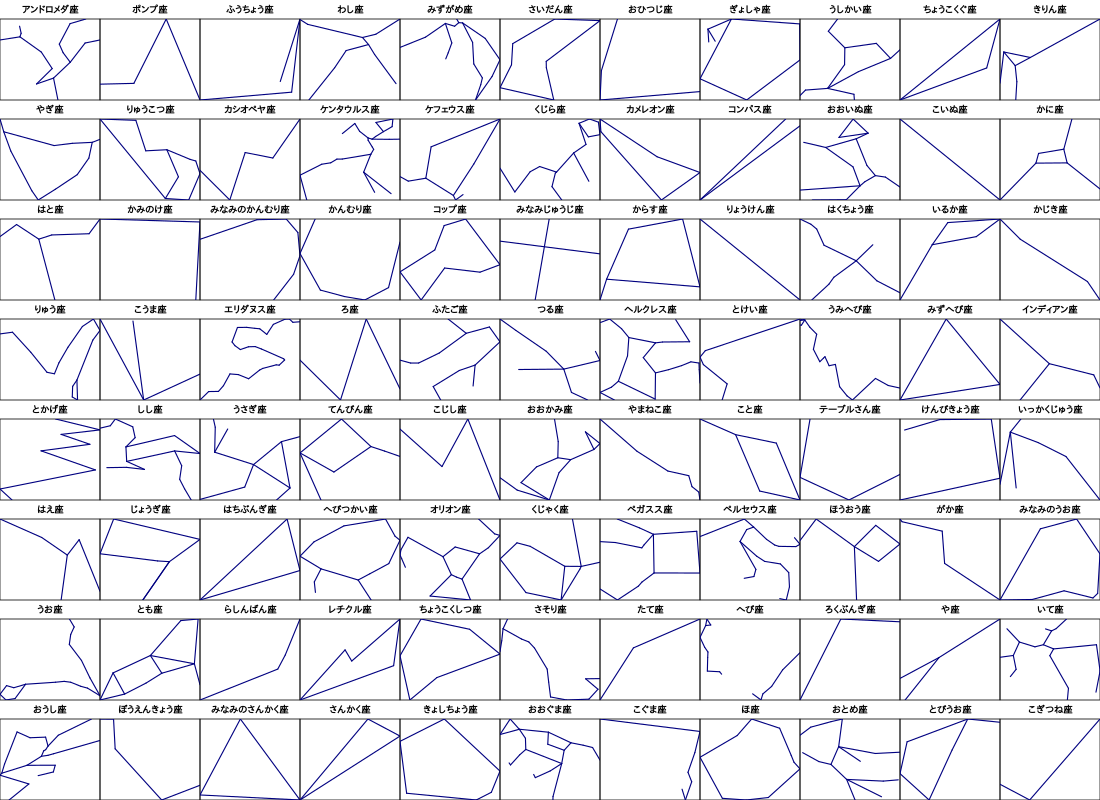 アンドロメダ座 ポンプ座 ふうちょう座 わし座 みずがめ座 さいだん座 おひつじ座 ぎょしゃ座 うしかい座 ちょうこくぐ座 きりん座
やぎ座 りゅうこつ座 カシオペヤ座 ケンタウルス座 ケフェウス座 くじら座 カメレオン座 コンパス座 おおいぬ座 こいぬ座 かに座
はと座 かみのけ座 みなみのかんむり座 かんむり座 コップ座 みなみじゅうじ座 からす座 りょうけん座 はくちょう座 いるか座 かじき座
りゅう座 こうま座 エリダヌス座 ろ座 ふたご座 つる座 ヘルクレス座 とけい座 うみへび座 みずへび座 インディアン座
とかげ座 しし座 うさぎ座 てんびん座 こじし座 おおかみ座 やまねこ座 こと座 テーブルさん座 けんびきょう座 いっかくじゅう座
はえ座 じょうぎ座 はちぶんぎ座 へびつかい座 オリオン座 くじゃく座 ペガスス座 ペルセウス座 ほうおう座 がか座 みなみのうお座
うお座 とも座 らしんばん座 レチクル座 ちょうこくしつ座 さそり座 たて座 へび座 ろくぶんぎ座 や座 いて座
おうし座 ぼうえんきょう座 みなみのさんかく座 さんかく座 きょしちょう座 おおぐま座 こぐま座 ほ座 おとめ座 とびうお座 こぎつね座